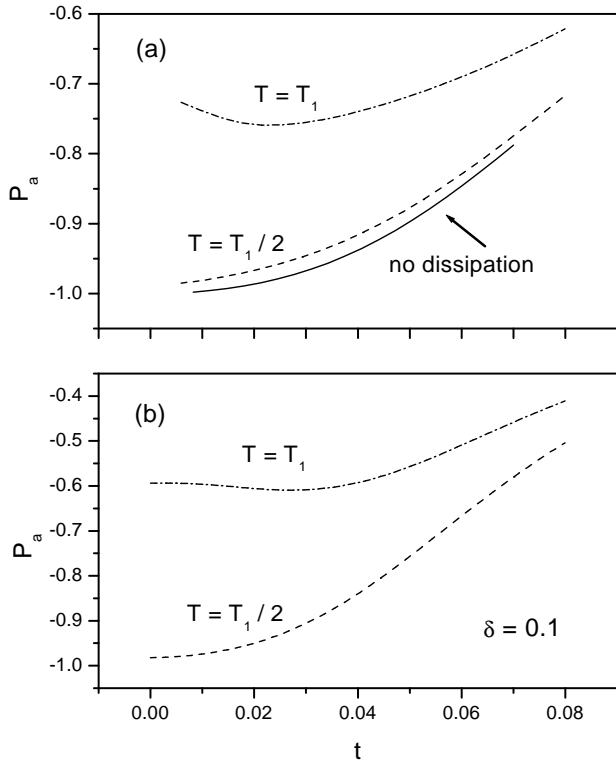 -0.6
(a)
-0.7
T = T₁
-0.8
Pₐ
-0.9
T = T₁ / 2
no dissipation
-1.0
-0.4
(b)
-0.5
T = T₁
-0.6
-0.7
Pₐ
-0.8
T = T₁ / 2
-0.9
δ = 0.1
-1.0
0.00 0.02 0.04 0.06 0.08
t